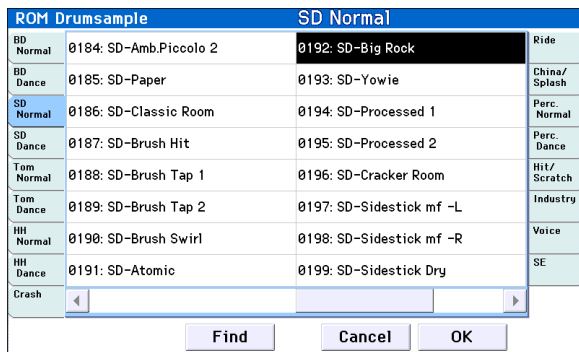 ROM Drumsample SD Normal
BD
Normal
BD
Dance
SD
Normal
SD
Dance
Tom
Normal
Tom
Dance
HH
Normal
HH
Dance
Crash
0184: SD-Amb.Piccolo 2
0185: SD-Paper
0186: SD-Classic Room
0187: SD-Brush Hit
0188: SD-Brush Tap 1
0189: SD-Brush Tap 2
0190: SD-Brush Swirl
0191: SD-Atomic
0192: SD-Big Rock
0193: SD-Yowie
0194: SD-Processed 1
0195: SD-Processed 2
0196: SD-Cracker Room
0197: SD-Sidestick mf -L
0198: SD-Sidestick mf -R
0199: SD-Sidestick Dry
Ride
China/
Splash
Perc.
Normal
Perc.
Dance
Hit/
Scratch
Industry
Voice
SE
Find Cancel OK